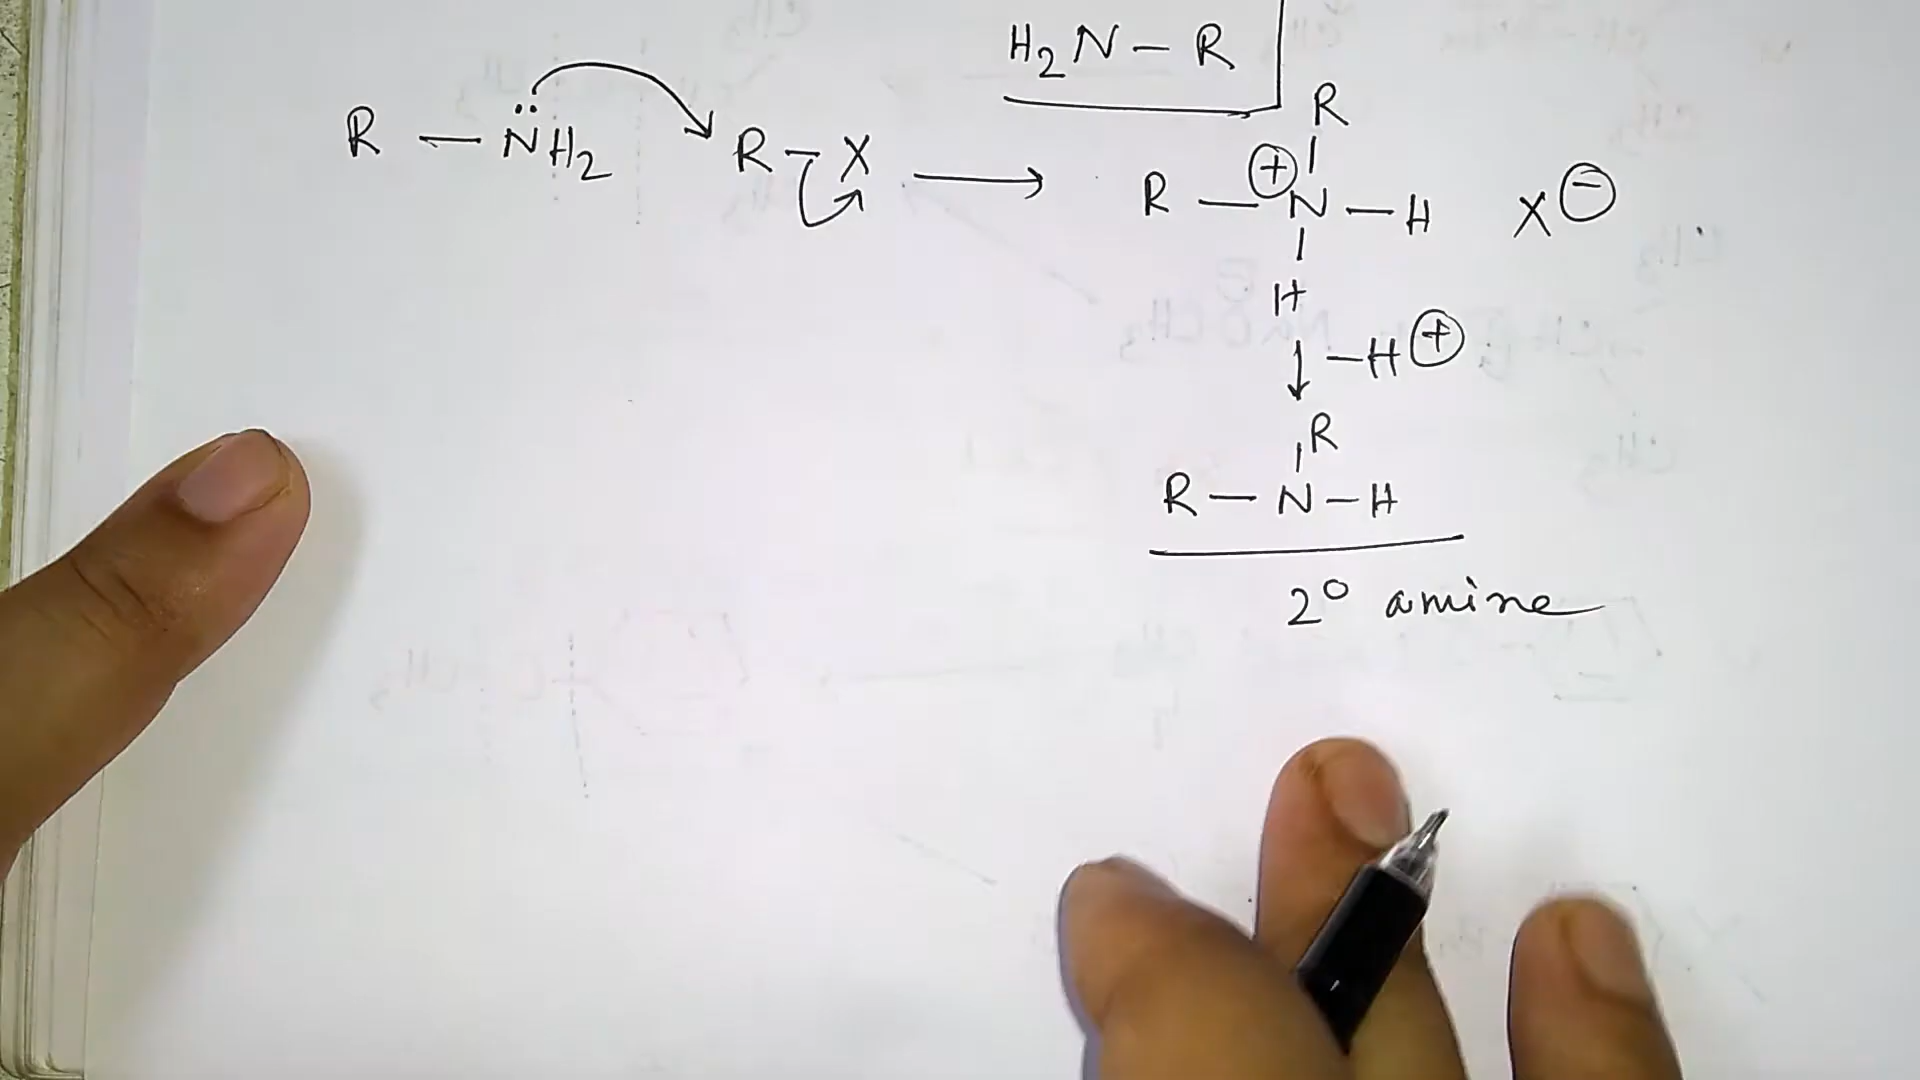 H₂N – R
R
R — N̈H₂ R – X ⟶ R — N — H X⊖
⊕
H
↓ –H⊕
R
R — N – H
2° amine